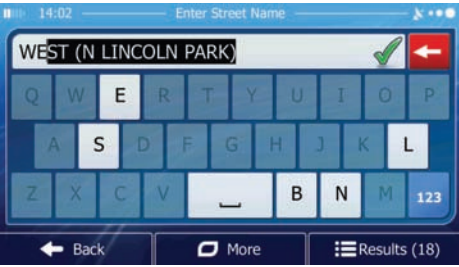 14:02 Enter Street Name
WEST (N LINCOLN PARK)
Q W E R T Y U I O P
A S D F G H J K L
Z X C V B N M 123
Back More Results (18)